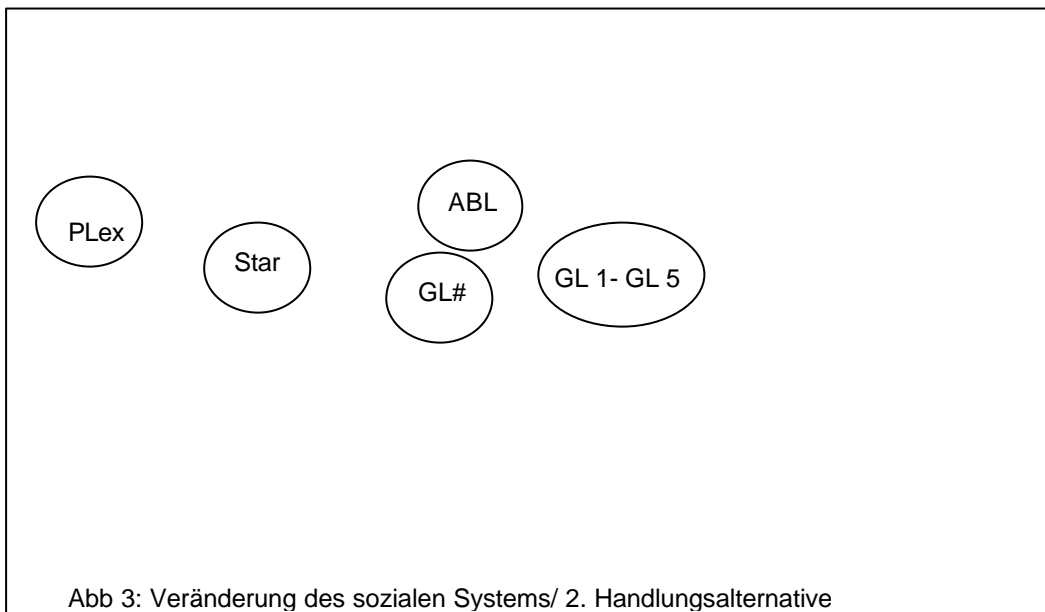 ABL
PLex
Star
GL 1- GL 5
GL#
Abb 3: Veränderung des sozialen Systems/ 2. Handlungsalternative